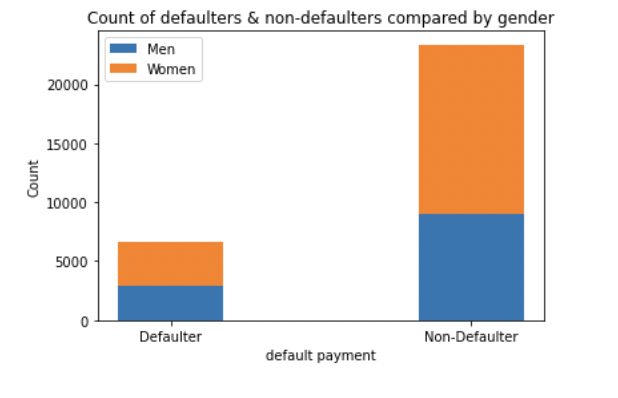 Count of defaulters & non-defaulters compared by gender
Men
Women
20000
15000
10000
5000
0
Count
Defaulter
Non-Defaulter
default payment